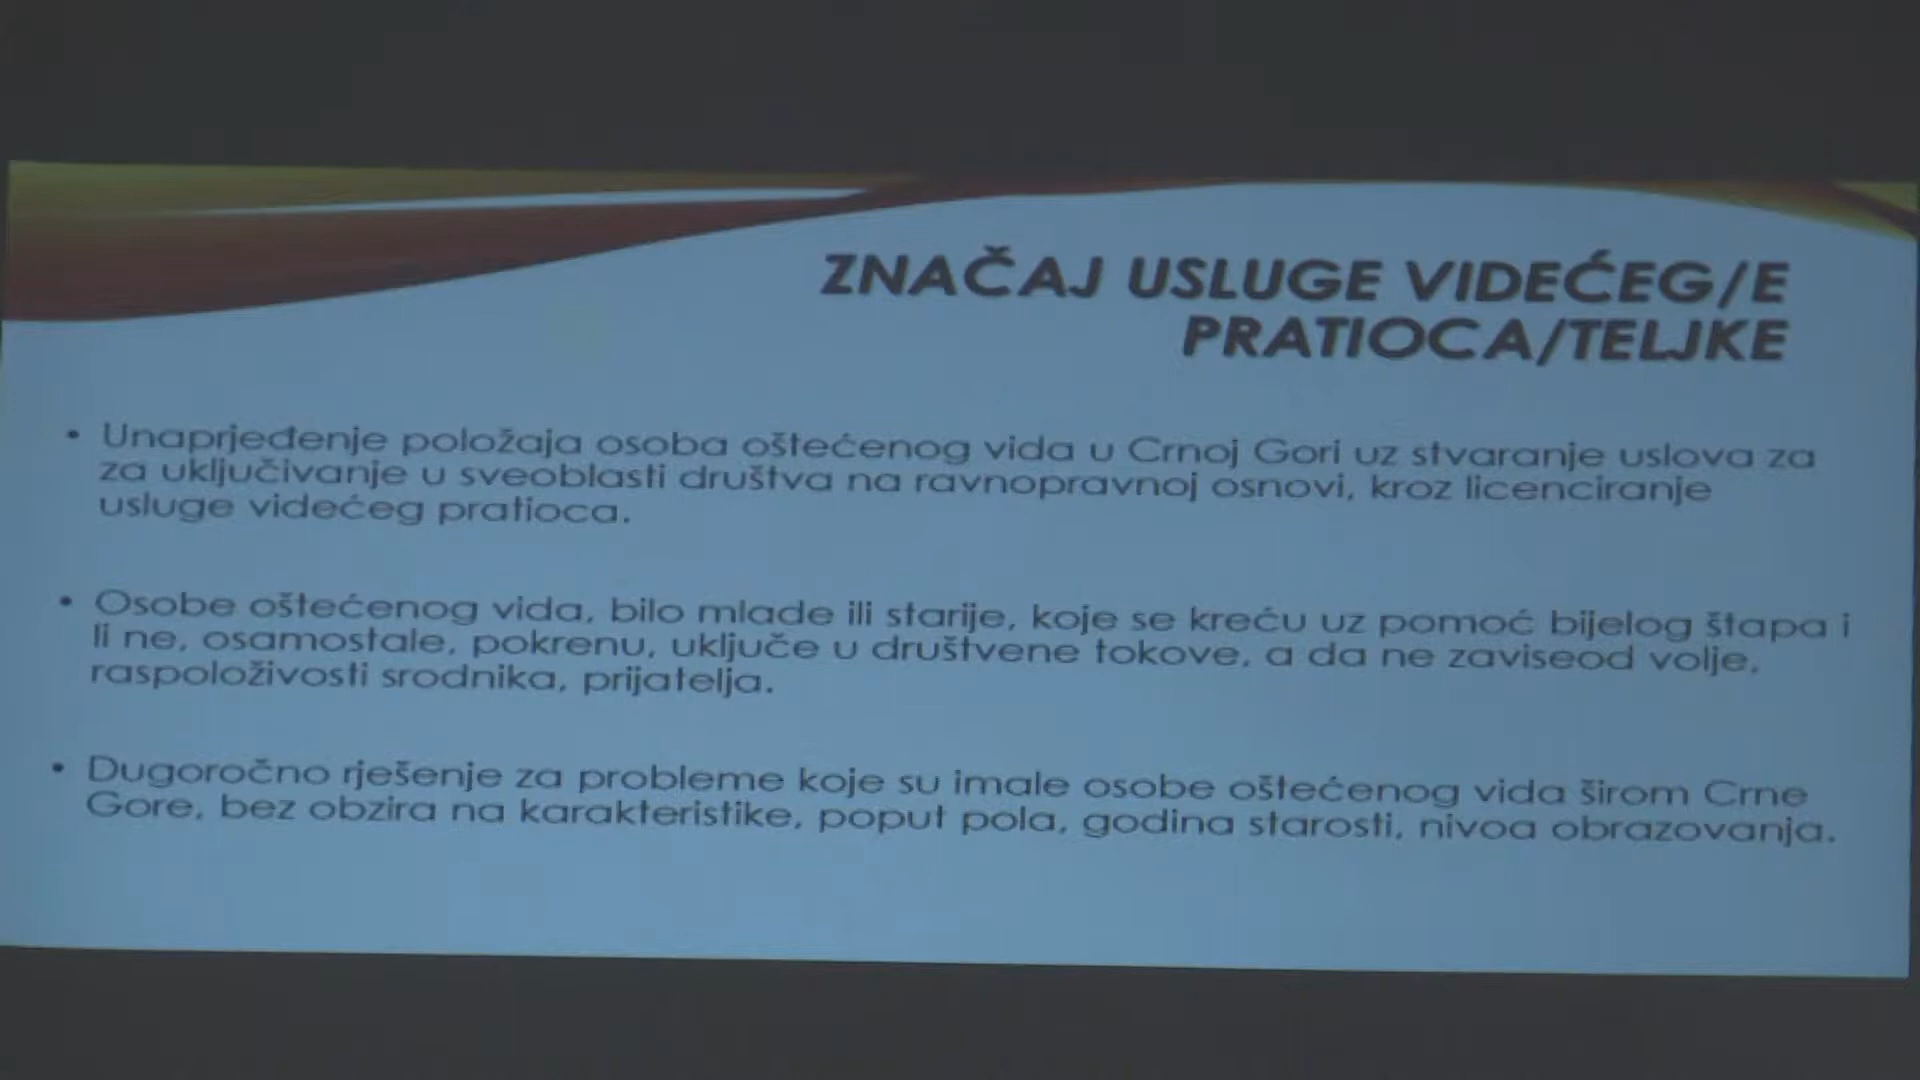 ZNAČAJ USLUGE VIDEĆEG/E
PRATIOCA/TELJKE
• Unaprjeđenje položaja osoba oštećenog vida u Crnoj Gori uz stvaranje uslova za
za uključivanje u sveoblasti društva na ravnopravnoj osnovi, kroz licenciranje
usluge videćeg pratioca.
• Osobe oštećenog vida, bilo mlade ili starije, koje se kreću uz pomoć bijelog štapa i
li ne, osamostale, pokrenu, uključe u društvene tokove, a da ne zaviseod volje,
raspoloživosti srodnika, prijatelja.
• Dugoročno rješenje za probleme koje su imale osobe oštećenog vida širom Crne
Gore, bez obzira na karakteristike, poput pola, godina starosti, nivoa obrazovanja.